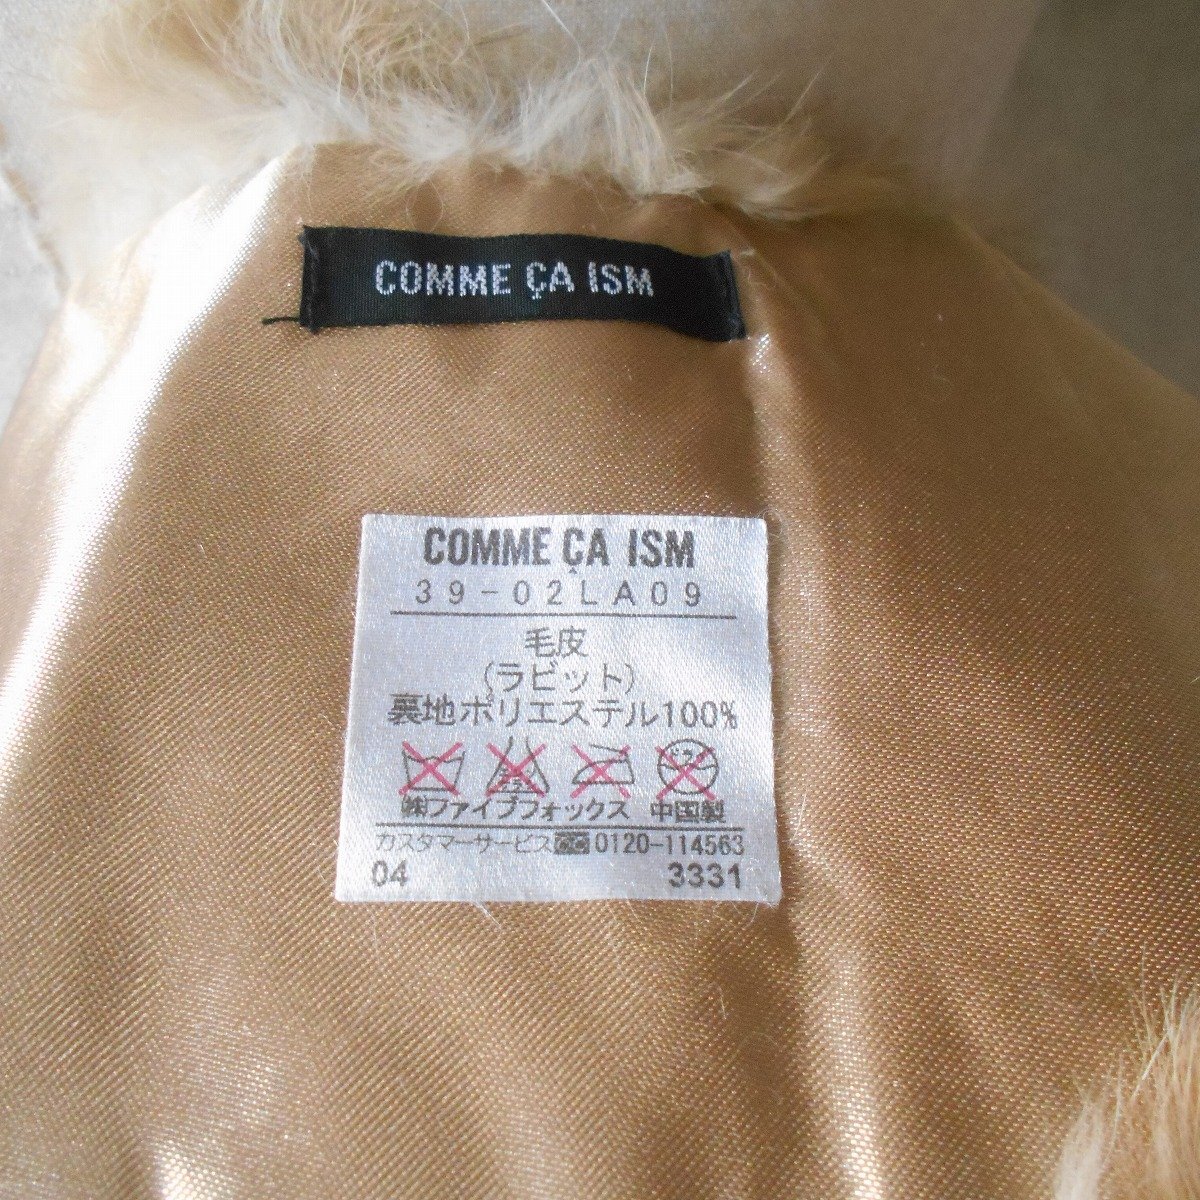 COMME ÇA ISM
COMME ÇA ISM
39-02LA09
毛皮
(ラビット)
裏地ポリエステル100%
㈱ファイブフォックス 中国製
カスタマーサービス 0120-114563
04 3331